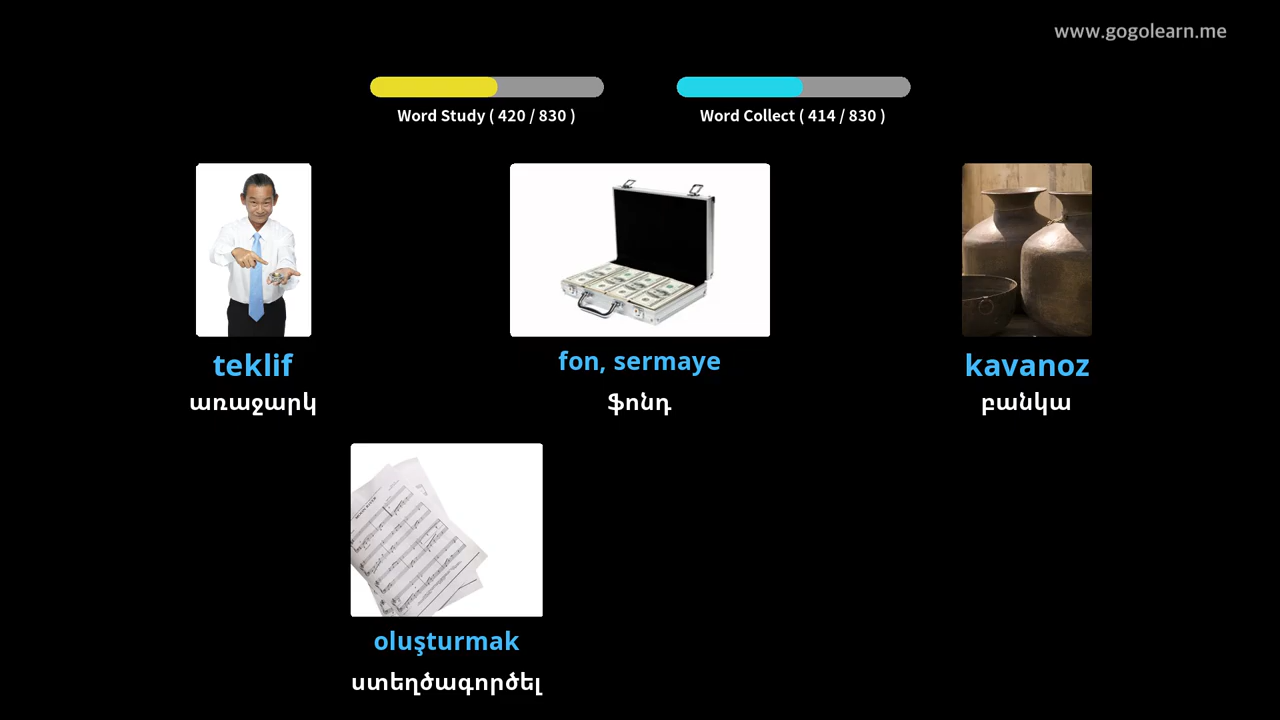 www.gogolearn.me
Word Study ( 420 / 830 )
Word Collect ( 414 / 830 )
teklif
առաջարկ
fon, sermaye
ֆոնդ
kavanoz
բանկա
oluşturmak
ստեղծագործել